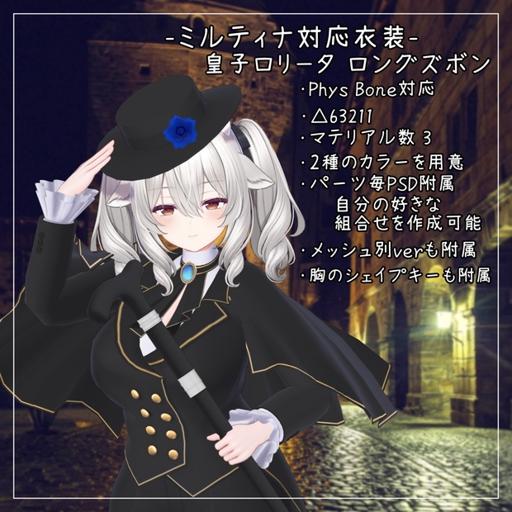 -ミルティナ対応衣装-
皇子ロリータ ロングズボン
・Phys Bone対応
・△63211
・マテリアル数 3
・2種のカラーを用意
・パーツ毎PSD附属
自分の好きな
組合せを作成可能
・メッシュ別verも附属
・胸のシェイプキーも附属